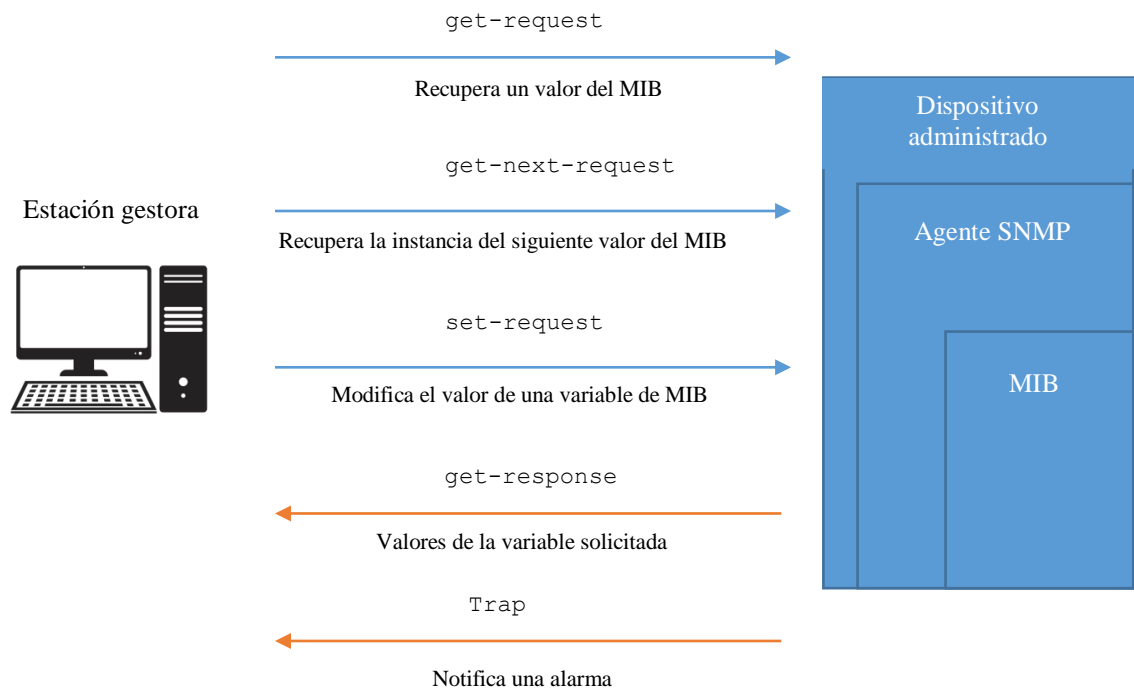 get-request
Recupera un valor del MIB
Dispositivo
administrado
get-next-request
Estación gestora
Agente SNMP
Recupera la instancia del siguiente valor del MIB
set-request
Modifica el valor de una variable de MIB
MIB
get-response
Valores de la variable solicitada
Trap
Notifica una alarma